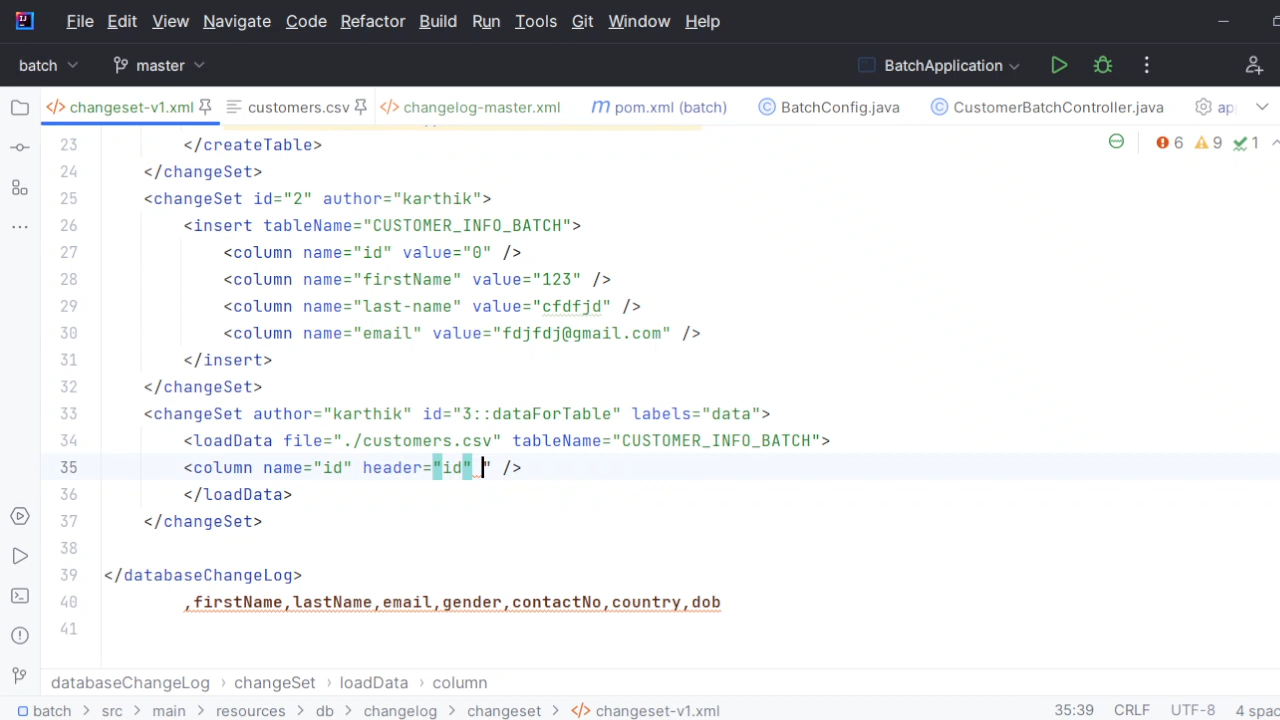 File Edit View Navigate Code Refactor Build Run Tools Git Window Help
batch master BatchApplication
changeset-v1.xml customers.csv changelog-master.xml pom.xml (batch) BatchConfig.java CustomerBatchController.java
6 9 1
23 </createTable>
24 </changeSet>
25 <changeSet id="2" author="karthik">
26 <insert tableName="CUSTOMER_INFO_BATCH">
27 <column name="id" value="0" />
28 <column name="firstName" value="123" />
29 <column name="last-name" value="cfdfjd" />
30 <column name="email" value="fdjfdj@gmail.com" />
31 </insert>
32 </changeSet>
33 <changeSet author="karthik" id="3::dataForTable" labels="data">
34 <loadData file="./customers.csv" tableName="CUSTOMER_INFO_BATCH">
35 <column name="id" header="id" " />
36 </loadData>
37 </changeSet>
38
39 </databaseChangeLog>
40 ,firstName,lastName,email,gender,contactNo,country,dob
41
databaseChangeLog › changeSet › loadData › column
batch > src > main > resources > db > changelog > changeset > changeset-v1.xml 35:39 CRLF UTF-8 4